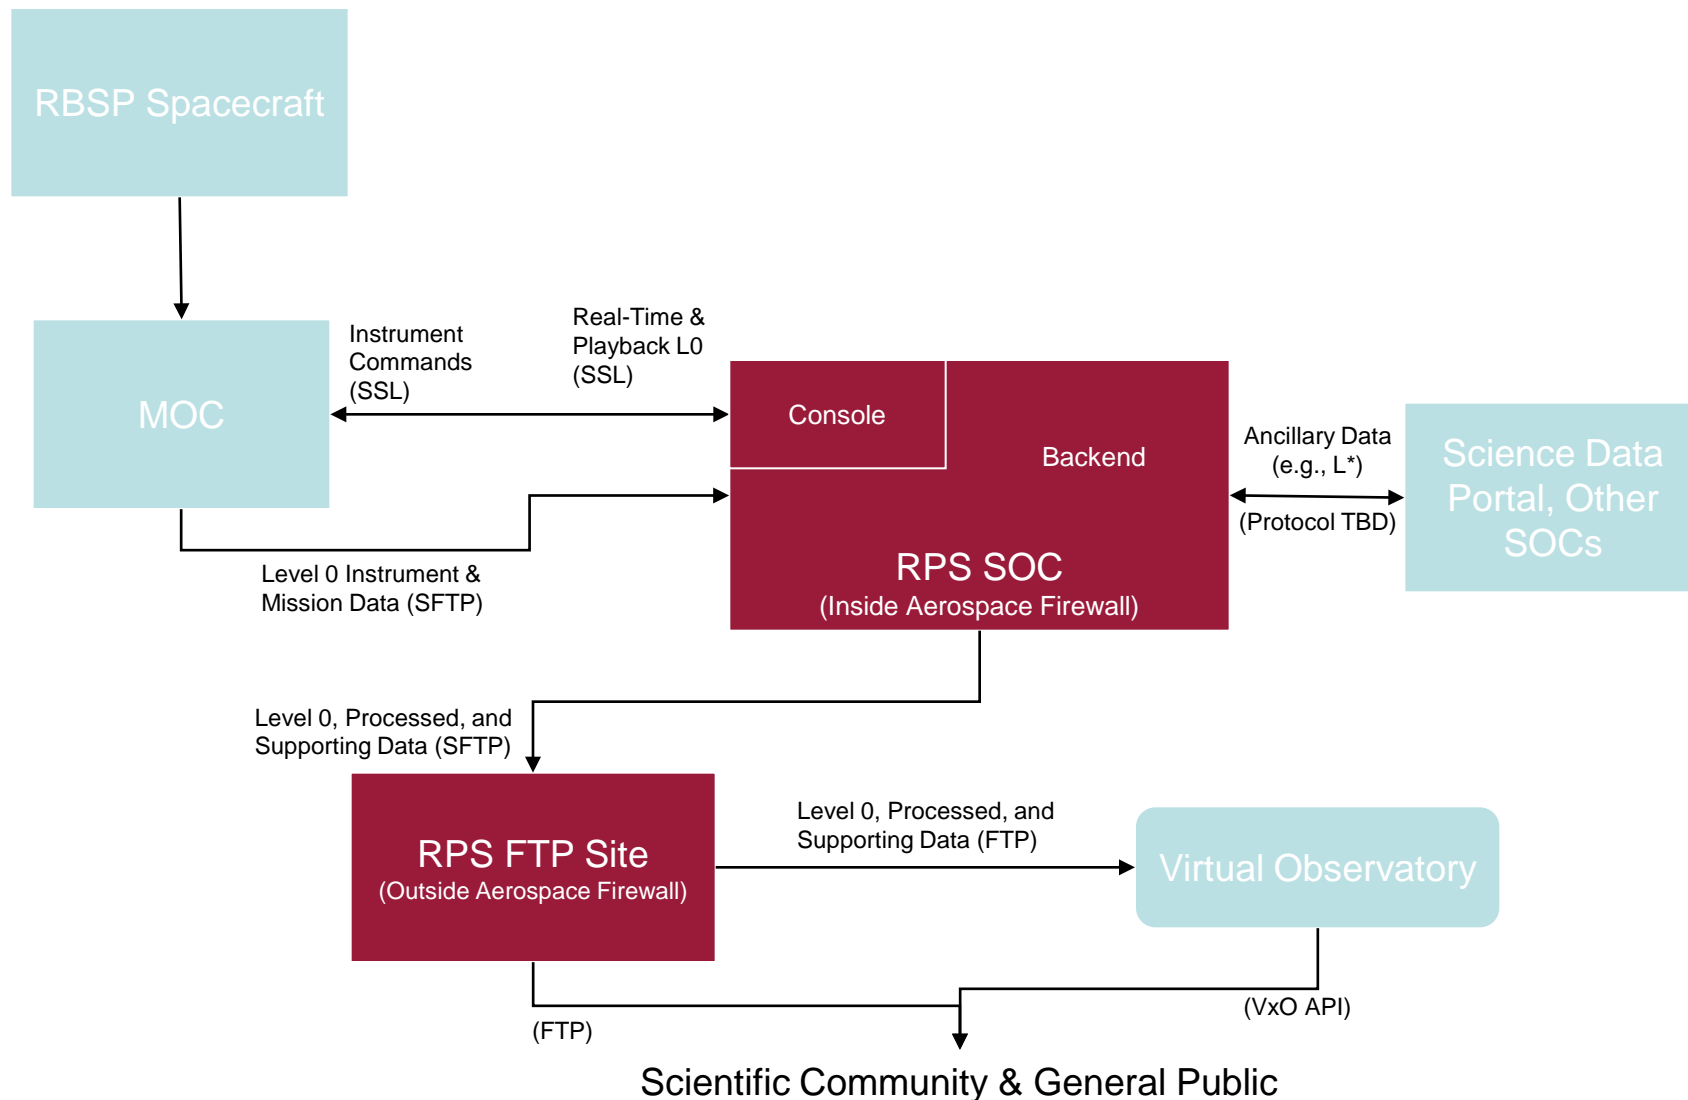 RBSP Spacecraft
Instrument
Commands
(SSL)
Real-Time &
Playback L0
(SSL)
MOC
Console
Backend
Ancillary Data
(e.g., L*)
(Protocol TBD)
Science Data
Portal, Other
SOCs
Level 0 Instrument &
Mission Data (SFTP)
RPS SOC
(Inside Aerospace Firewall)
Level 0, Processed, and
Supporting Data (SFTP)
RPS FTP Site
(Outside Aerospace Firewall)
Level 0, Processed, and
Supporting Data (FTP)
Virtual Observatory
(FTP)
(VxO API)
Scientific Community & General Public